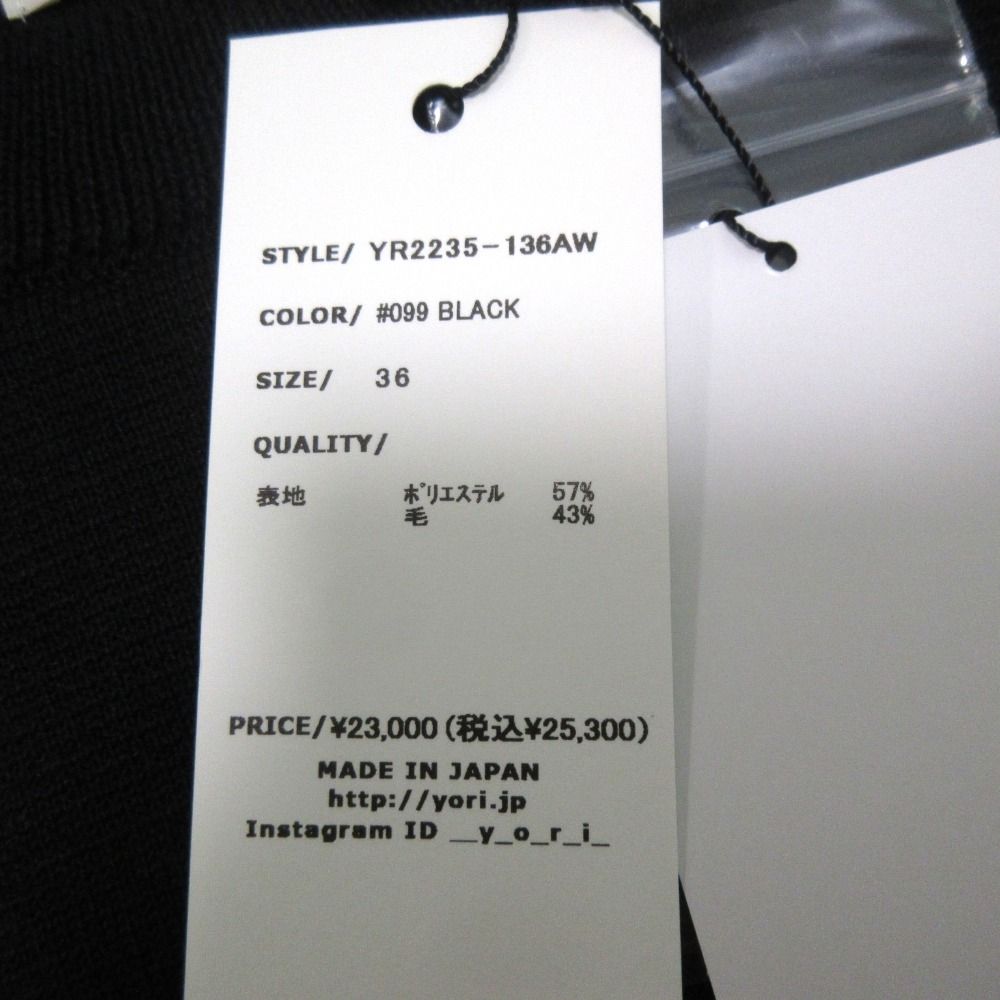 STYLE/ YR2235-136AW
COLOR/ #099 BLACK
SIZE/ 36
QUALITY/
表地 ポリエステル 57%
毛 43%
PRICE/¥23,000(税込¥25,300)
MADE IN JAPAN
http://yori.jp
Instagram ID __y_o_r_i_